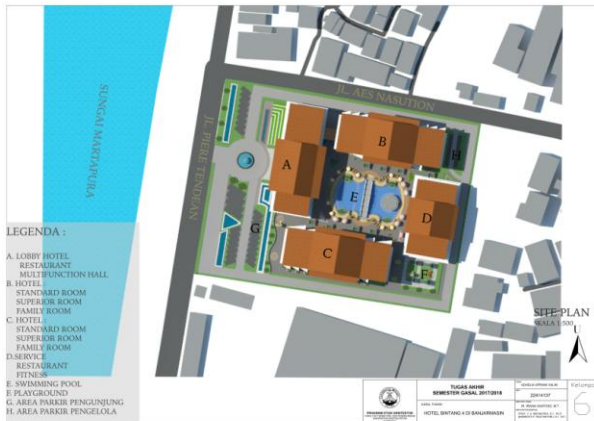 SUNGAI MARTAPURA
JL. AES NASUTION
JL. PIERE TENDEAN
A
B
C
D
E
F
G
H
LEGENDA :
A. LOBBY HOTEL
RESTAURANT
MULTIFUNCTION HALL
B. HOTEL :
STANDARD ROOM
SUPERIOR ROOM
FAMILY ROOM
C. HOTEL :
STANDARD ROOM
SUPERIOR ROOM
FAMILY ROOM
D.SERVICE
RESTAURANT
FITNESS
E. SWIMMING POOL
F. PLAYGROUND
G. AREA PARKIR PENGUNJUNG
H. AREA PARKIR PENGELOLA
SITE PLAN
SKALA 1:500
U
TUGAS AKHIR
SEMESTER GASAL 2017/2018
HOTEL BINTANG 4 DI BANJARMASIN
Kelompok
6